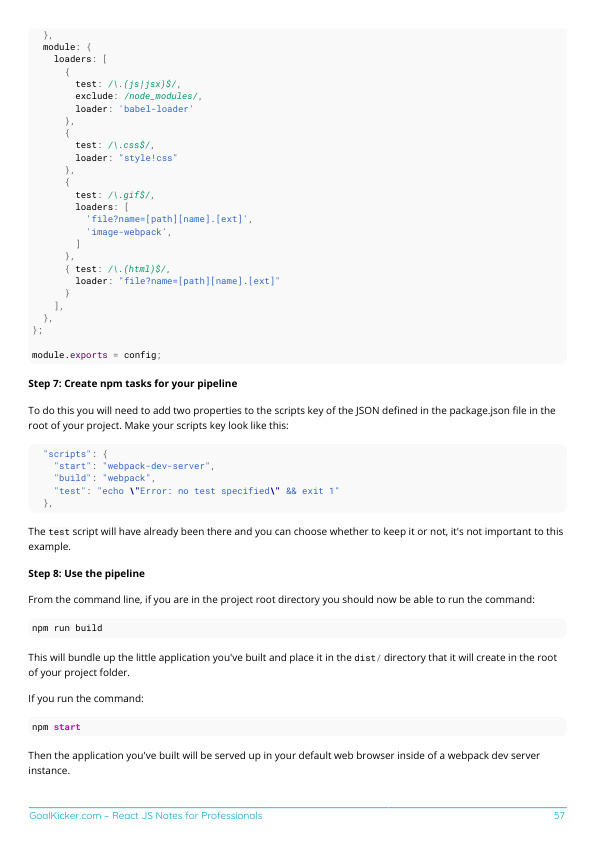 },
  module: {
    loaders: [
      {
        test: /\.(js|jsx)$/,
        exclude: /node_modules/,
        loader: 'babel-loader'
      },
      {
        test: /\.css$/,
        loader: "style!css"
      },
      {
        test: /\.gif$/,
        loaders: [
          'file?name=[path][name].[ext]',
          'image-webpack',
        ]
      },
      { test: /\.(html)$/,
        loader: "file?name=[path][name].[ext]"
      }
    ],
  },
};

module.exports = config;
Step 7: Create npm tasks for your pipeline
To do this you will need to add two properties to the scripts key of the JSON defined in the package.json file in the
root of your project. Make your scripts key look like this:
  "scripts": {
    "start": "webpack-dev-server",
    "build": "webpack",
    "test": "echo \"Error: no test specified\" && exit 1"
  },
The test script will have already been there and you can choose whether to keep it or not, it's not important to this
example.
Step 8: Use the pipeline
From the command line, if you are in the project root directory you should now be able to run the command:
npm run build
This will bundle up the little application you've built and place it in the dist/ directory that it will create in the root
of your project folder.
If you run the command:
npm start
Then the application you've built will be served up in your default web browser inside of a webpack dev server
instance.
GoalKicker.com – React JS Notes for Professionals 57